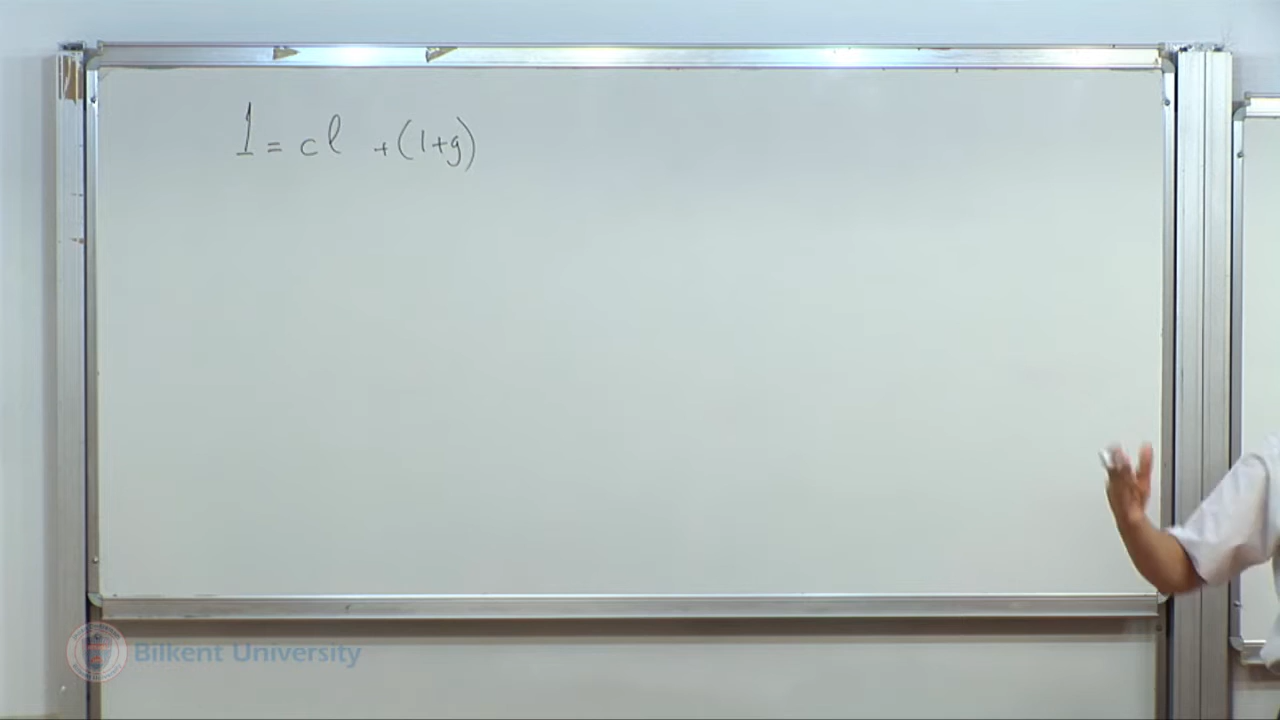 1 = cl + (1+g)
Bilkent University